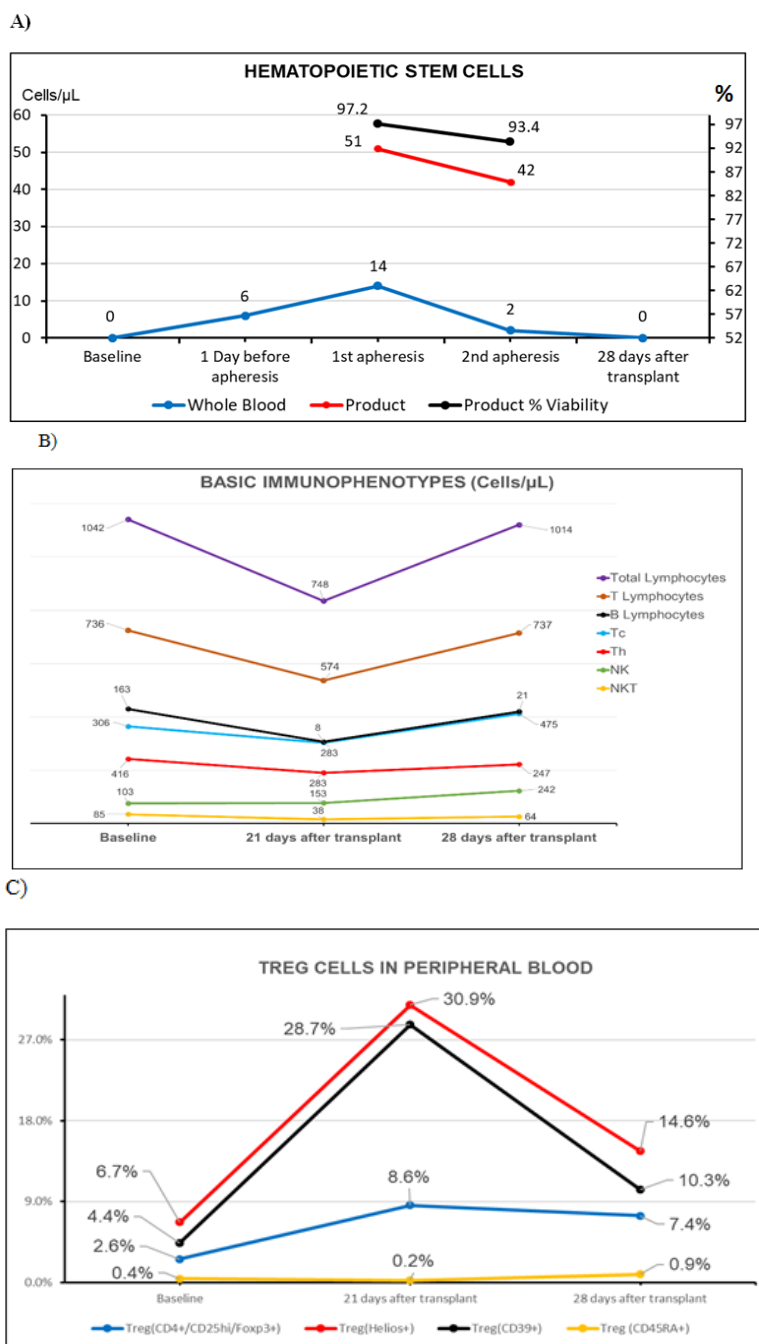 A)
HEMATOPOIETIC STEM CELLS
Cells/µL
%
60
50
40
30
20
10
0
97.2
93.4
51
42
0
6
14
2
0
97
92
87
82
77
72
67
62
57
52
Baseline
1 Day before apheresis
1st apheresis
2nd apheresis
28 days after transplant
Whole Blood
Product
Product % Viability
B)
BASIC IMMUNOPHENOTYPES (Cells/µL)
1042
748
1014
736
574
737
163
8
21
306
283
475
416
283
247
103
153
242
85
38
64
Total Lymphocytes
T Lymphocytes
B Lymphocytes
Tc
Th
NK
NKT
Baseline
21 days after transplant
28 days after transplant
C)
TREG CELLS IN PERIPHERAL BLOOD
27.0%
18.0%
9.0%
0.0%
6.7%
30.9%
14.6%
4.4%
28.7%
10.3%
2.6%
8.6%
7.4%
0.4%
0.2%
0.9%
Baseline
21 days after transplant
28 days after transplant
Treg(CD4+/CD25hi/Foxp3+)
Treg(Helios+)
Treg(CD39+)
Treg (CD45RA+)